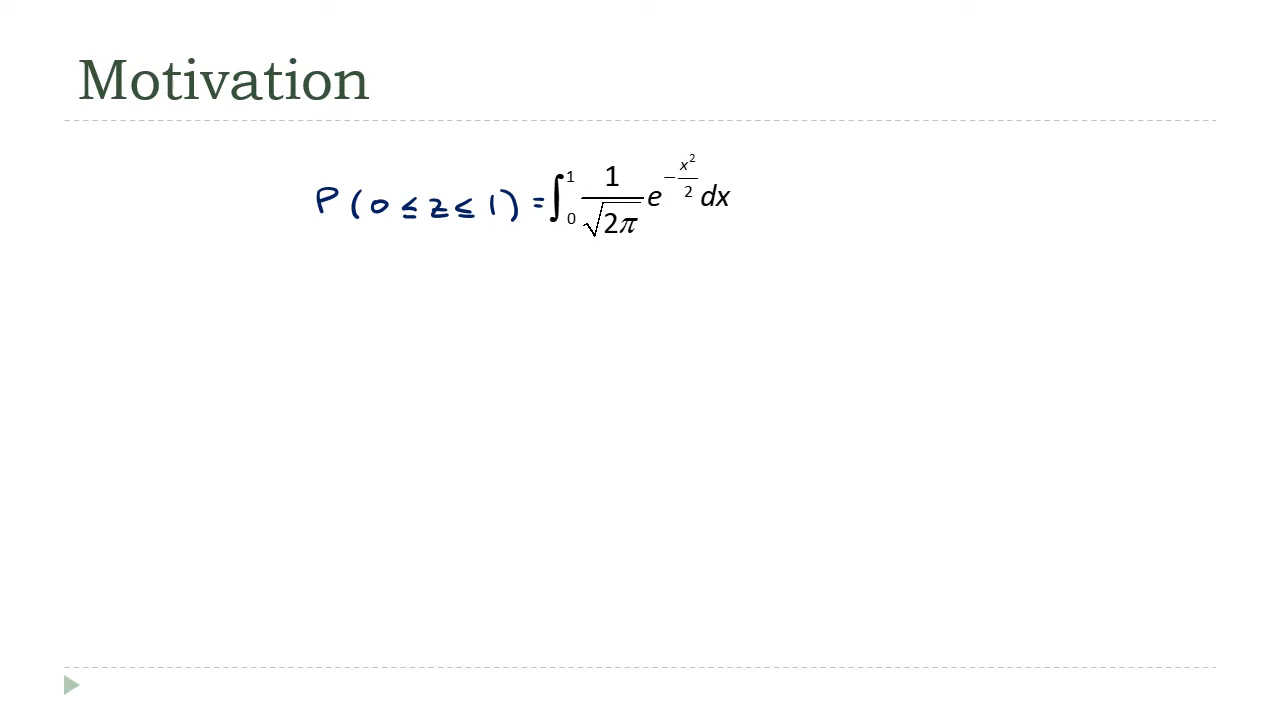 Motivation
P(0 ≤ z ≤ 1) = ∫₀¹ 1/√(2π) e^(-x²/2) dx